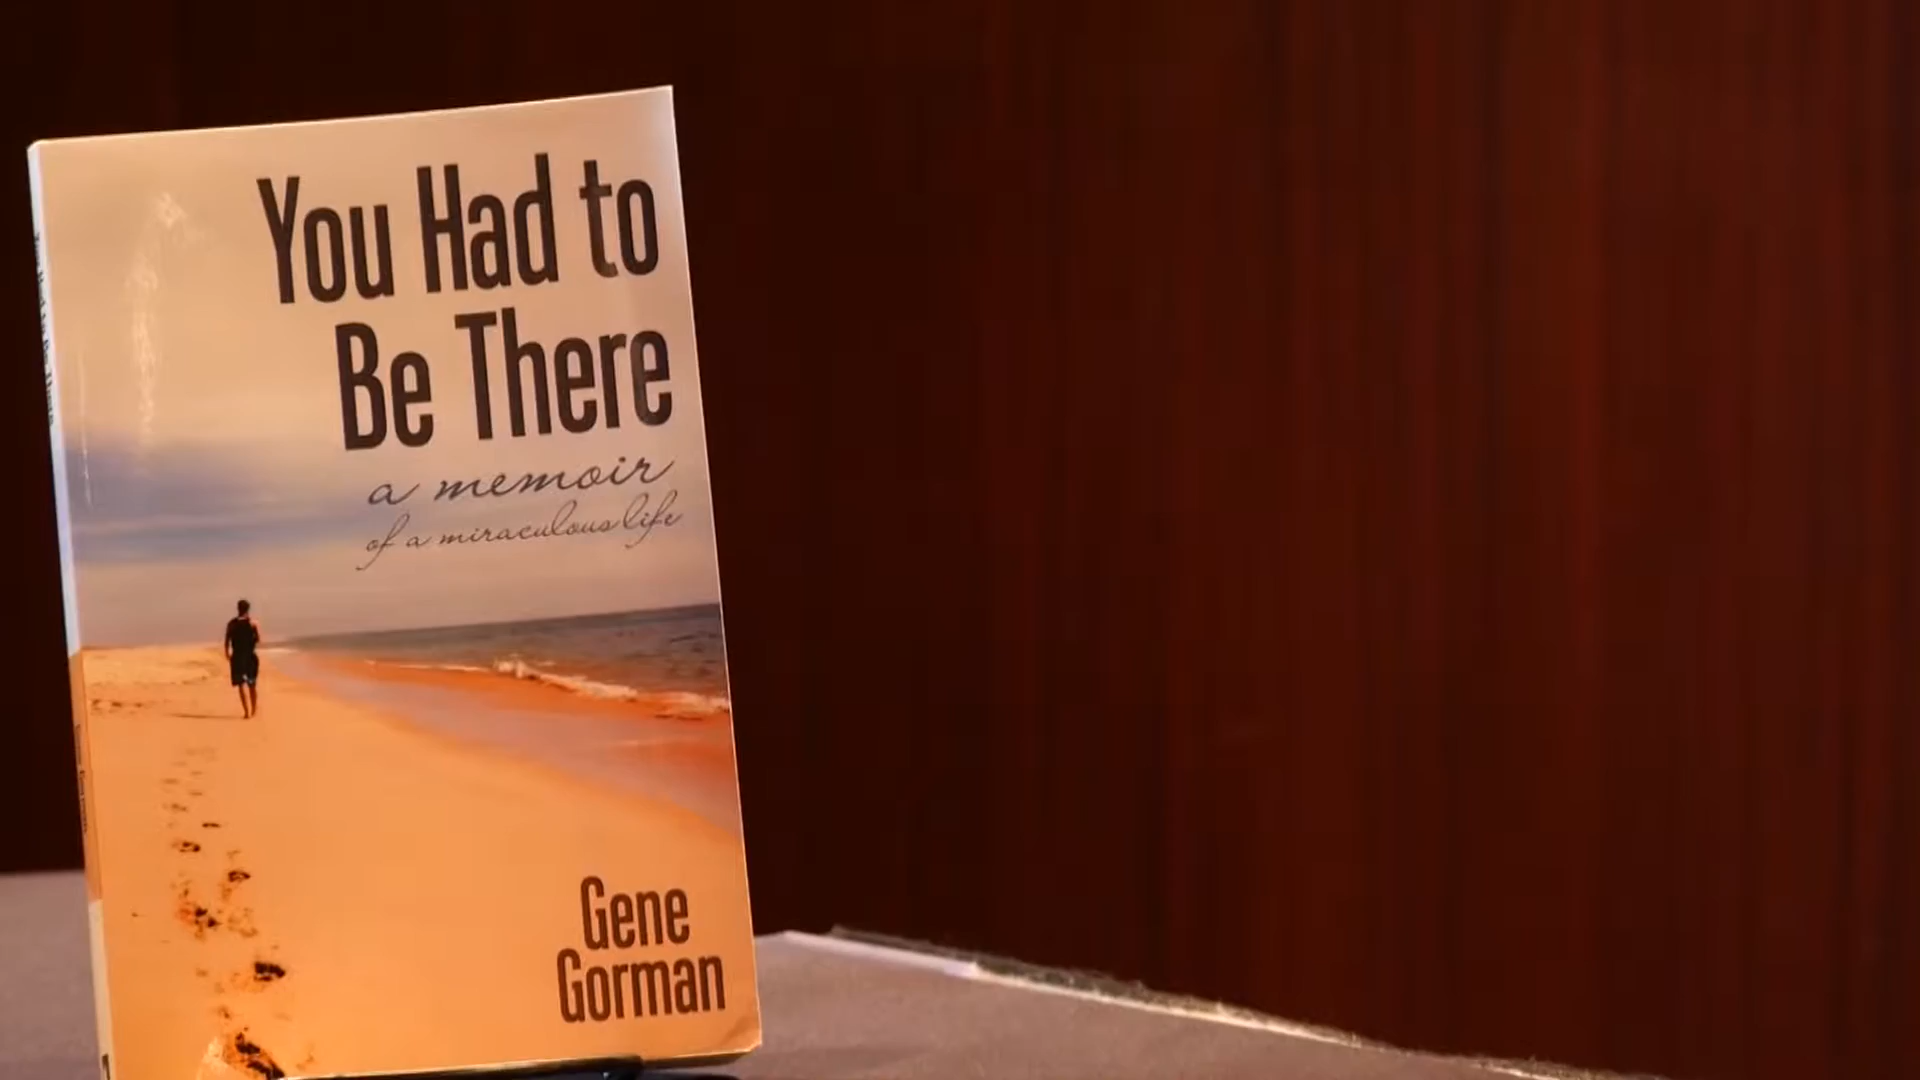 You Had to
Be There
a memoir
of a miraculous life
Gene
Gorman